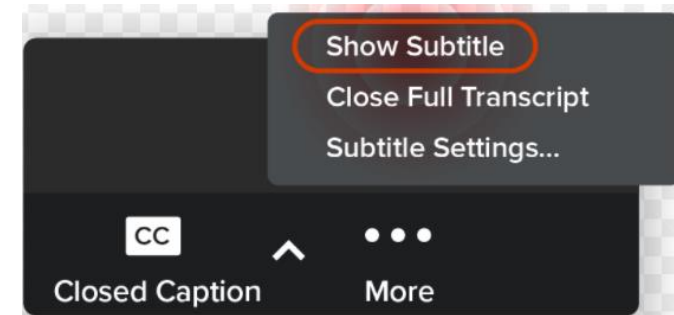 Show Subtitle
Close Full Transcript
Subtitle Settings...
CC
Closed Caption
More